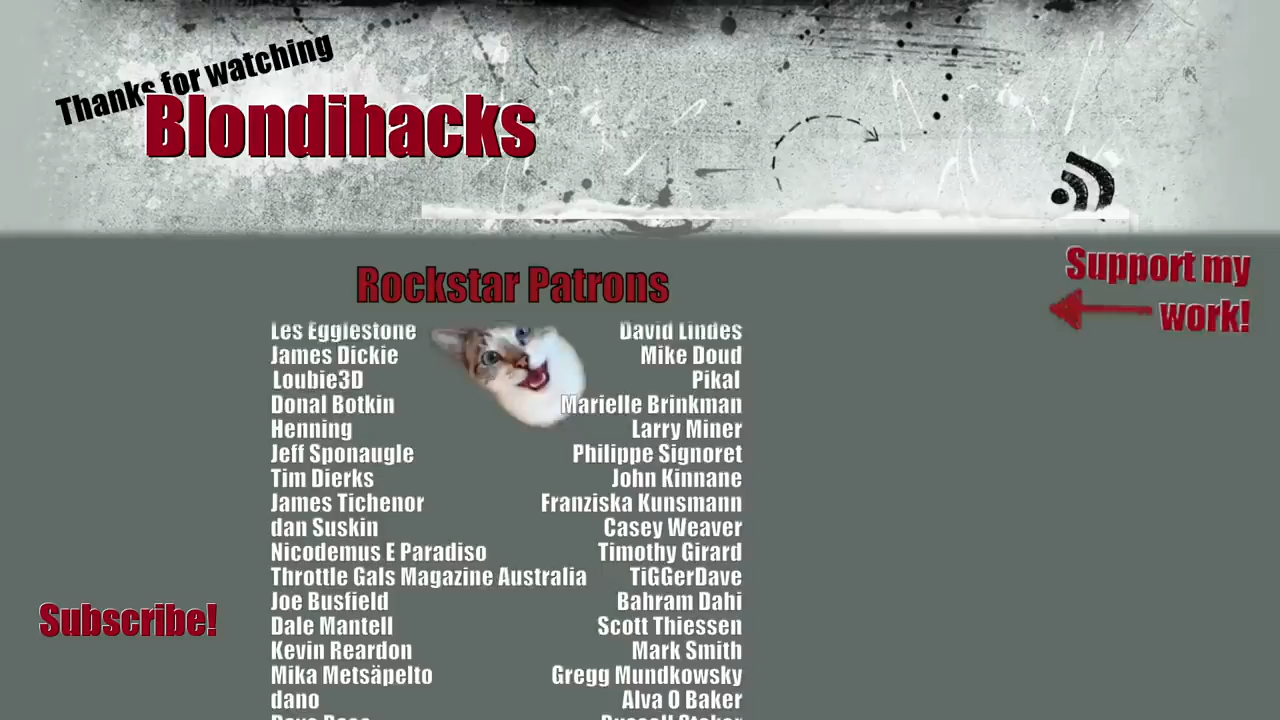 Thanks for watching
Blondihacks
Support my
work!
Rockstar Patrons
Les Egglestone David Lindes
James Dickie Mike Doud
Loubie3D Pikal
Donal Botkin Marielle Brinkman
Henning Larry Miner
Jeff Sponaugle Philippe Signoret
Tim Dierks John Kinnane
James Tichenor Franziska Kunsmann
dan Suskin Casey Weaver
Nicodemus E Paradiso Timothy Girard
Throttle Gals Magazine Australia TiGGerDave
Joe Busfield Bahram Dahi
Dale Mantell Scott Thiessen
Kevin Reardon Mark Smith
Mika Metsäpelto Gregg Mundkowsky
dano Alva O Baker
Subscribe!